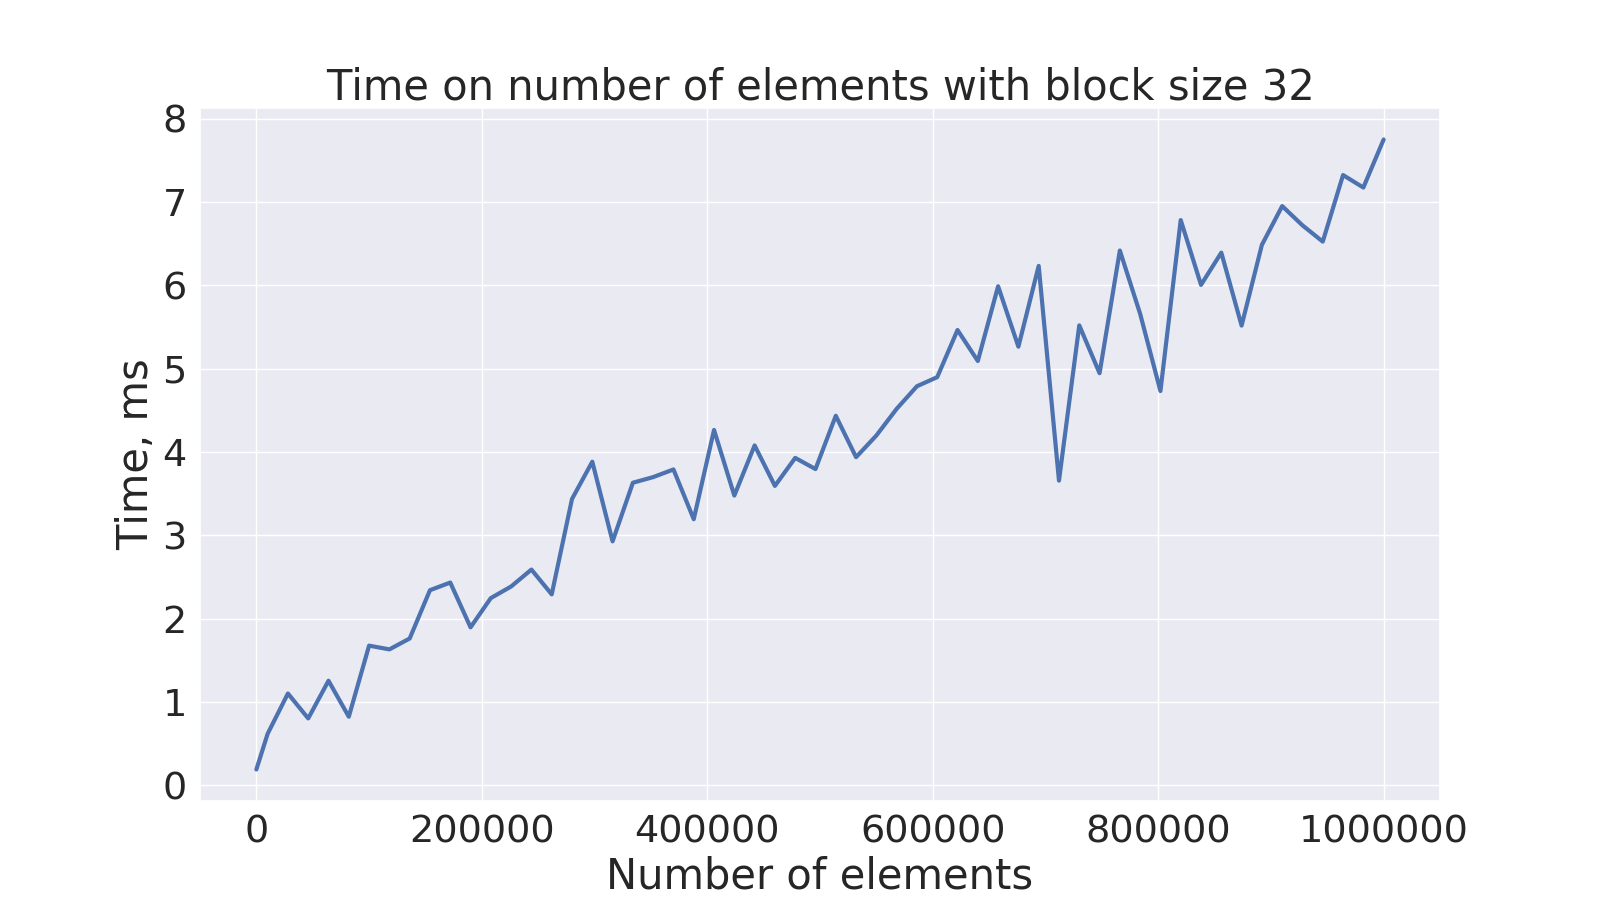 Time on number of elements with block size 32
8
7
6
5
4
3
2
1
0
Time, ms
0 200000 400000 600000 800000 1000000
Number of elements